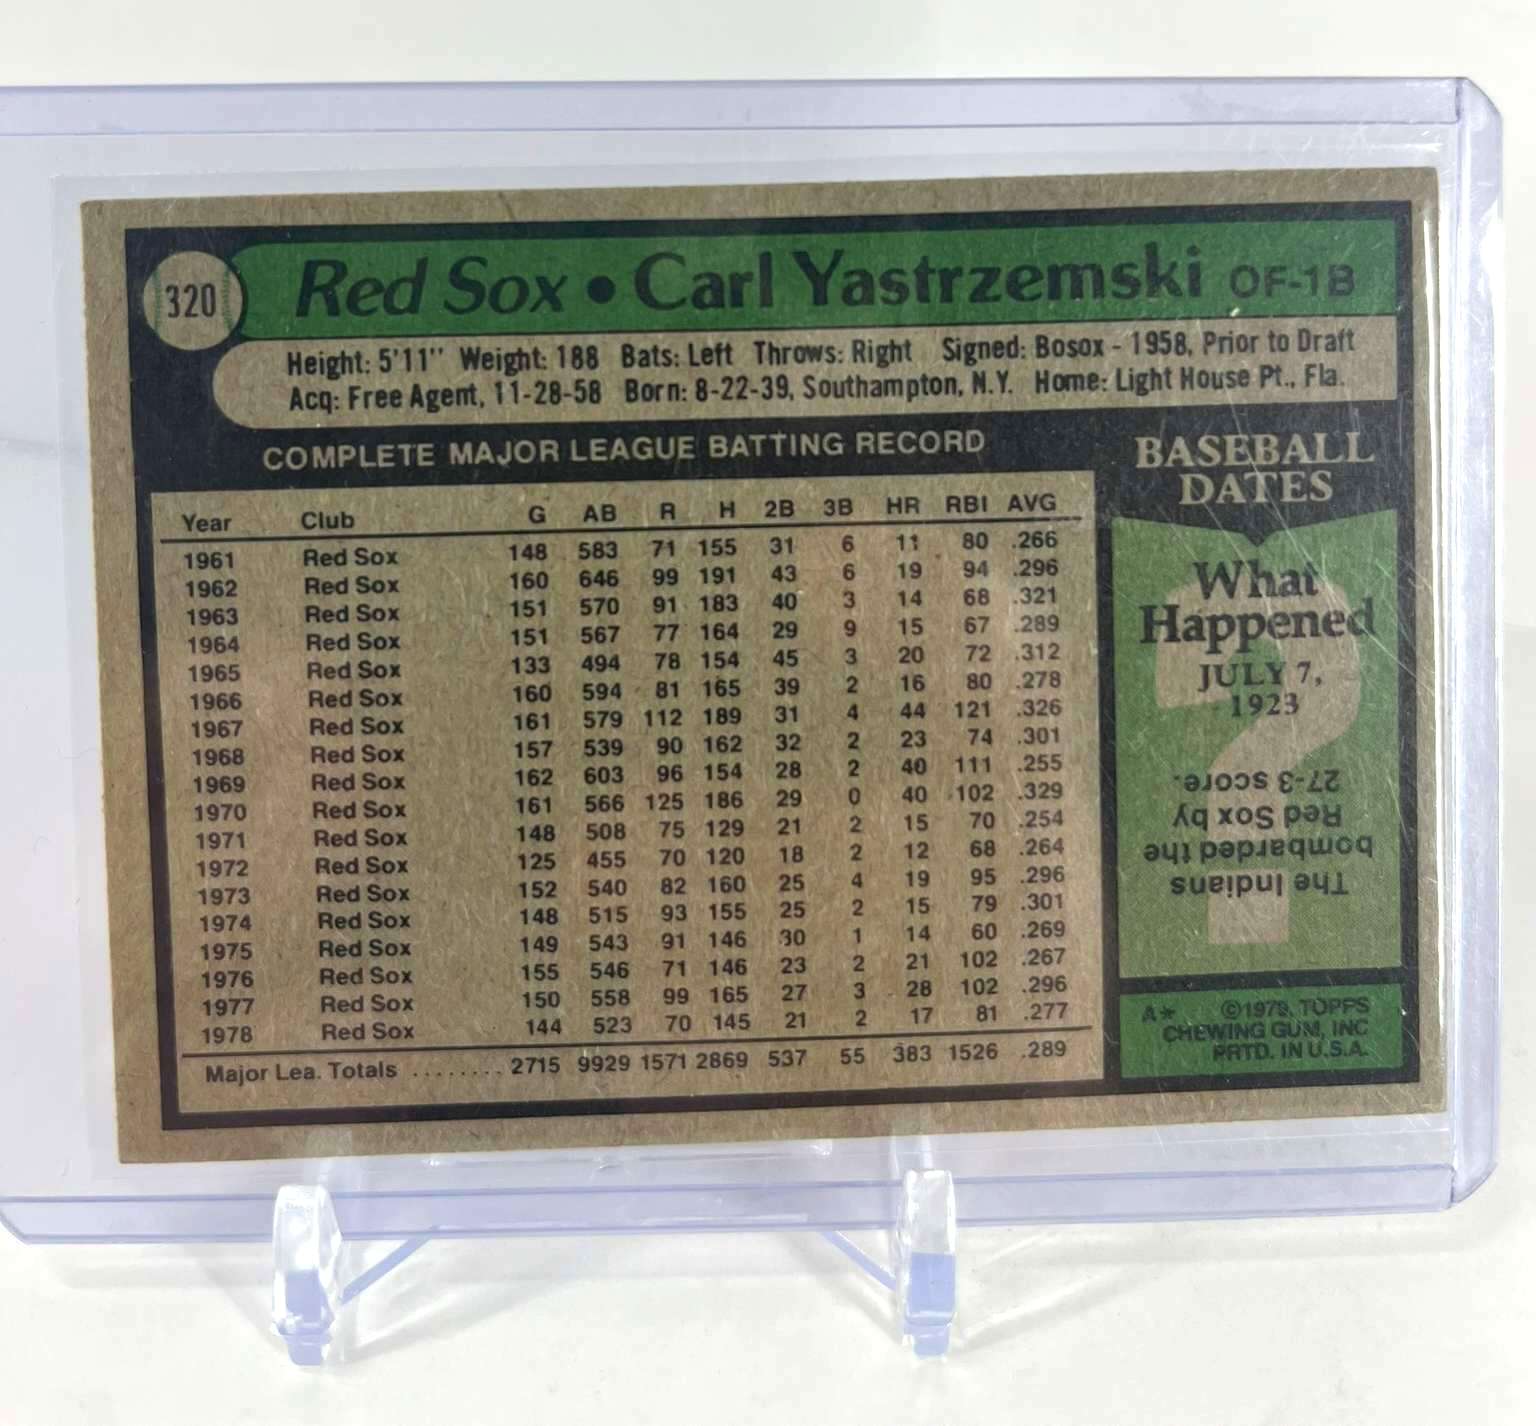 320
Red Sox • Carl Yastrzemski OF-1B
Height: 5'11" Weight: 188 Bats: Left Throws: Right Signed: Bosox - 1958, Prior to Draft
Acq: Free Agent, 11-28-58 Born: 8-22-39, Southampton, N.Y. Home: Light House Pt., Fla.
COMPLETE MAJOR LEAGUE BATTING RECORD
Year Club G AB R H 2B 3B HR RBI AVG
1961 Red Sox 148 583 71 155 31 6 11 80 .266
1962 Red Sox 160 646 99 191 43 6 19 94 .296
1963 Red Sox 151 570 91 183 40 3 14 68 .321
1964 Red Sox 151 567 77 164 29 9 15 67 .289
1965 Red Sox 133 494 78 154 45 3 20 72 .312
1966 Red Sox 160 594 81 165 39 2 16 80 .278
1967 Red Sox 161 579 112 189 31 4 44 121 .326
1968 Red Sox 157 539 90 162 32 2 23 74 .301
1969 Red Sox 162 603 96 154 28 2 40 111 .255
1970 Red Sox 161 566 125 186 29 0 40 102 .329
1971 Red Sox 148 508 75 129 21 2 15 70 .254
1972 Red Sox 125 455 70 120 18 2 12 68 .264
1973 Red Sox 152 540 82 160 25 4 19 95 .296
1974 Red Sox 148 515 93 155 25 2 15 79 .301
1975 Red Sox 149 543 91 146 30 1 14 60 .269
1976 Red Sox 155 546 71 146 23 2 21 102 .267
1977 Red Sox 150 558 99 165 27 3 28 102 .296
1978 Red Sox 144 523 70 145 21 2 17 81 .277
Major Lea. Totals ........ 2715 9929 1571 2869 537 55 383 1526 .289
BASEBALL
DATES
What
Happened
JULY 7,
1923
The Indians
bombarded the
Red Sox by
27-3 score.
A* ©1979, TOPPS
CHEWING GUM, INC
PRTD. IN U.S.A.